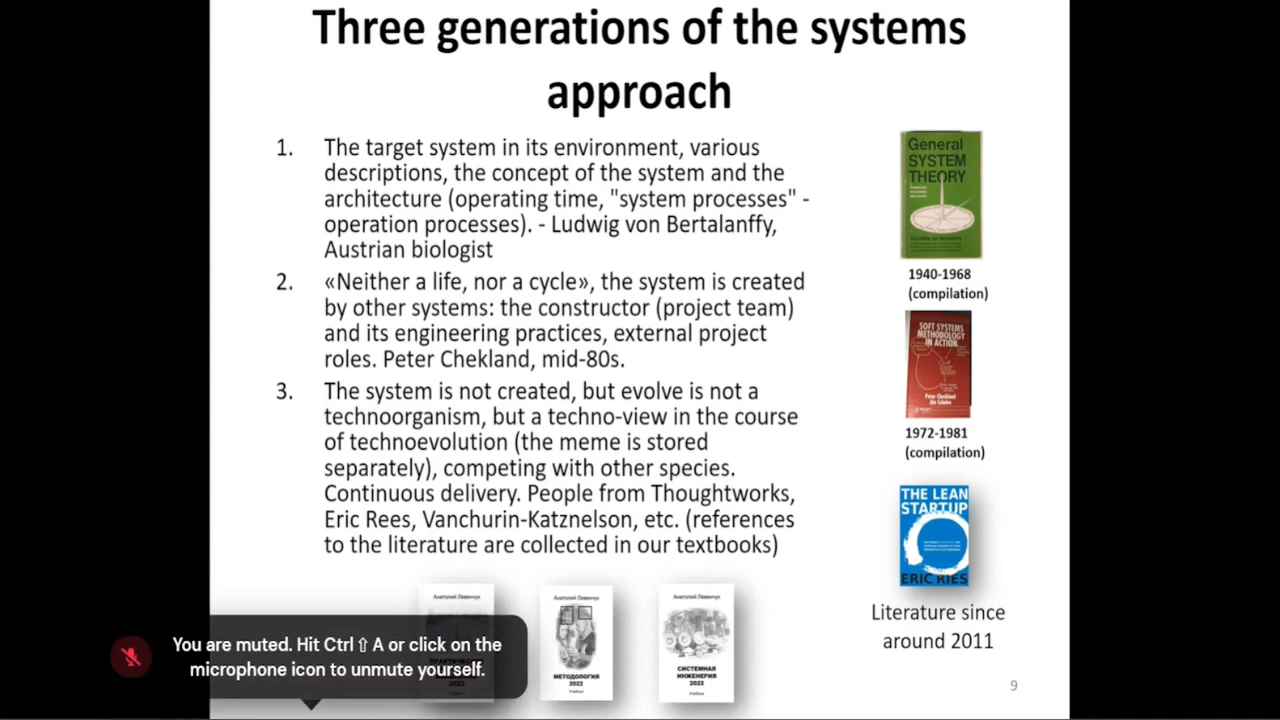 Three generations of the systems
approach
1. The target system in its environment, various
descriptions, the concept of the system and the
architecture (operating time, "system processes" -
operation processes). - Ludwig von Bertalanffy,
Austrian biologist
2. «Neither a life, nor a cycle», the system is created
by other systems: the constructor (project team)
and its engineering practices, external project
roles. Peter Chekland, mid-80s.
3. The system is not created, but evolve is not a
technoorganism, but a techno-view in the course
of technoevolution (the meme is stored
separately), competing with other species.
Continuous delivery. People from Thoughtworks,
Eric Rees, Vanchurin-Katznelson, etc. (references
to the literature are collected in our textbooks)
General
SYSTEM
THEORY
1940-1968
(compilation)
SOFT SYSTEMS
METHODOLOGY
IN ACTION
Peter Checkland
Jim Scholes
1972-1981
(compilation)
THE LEAN
STARTUP
ERIC RIES
Literature since
around 2011
Анатолий Левенчук
2022
Анатолий Левенчук
МЕТОДОЛОГИЯ
2022
Учебник
Анатолий Левенчук
СИСТЕМНАЯ
ИНЖЕНЕРИЯ
2022
Учебник
You are muted. Hit Ctrl ⇧ A or click on the
microphone icon to unmute yourself.
9